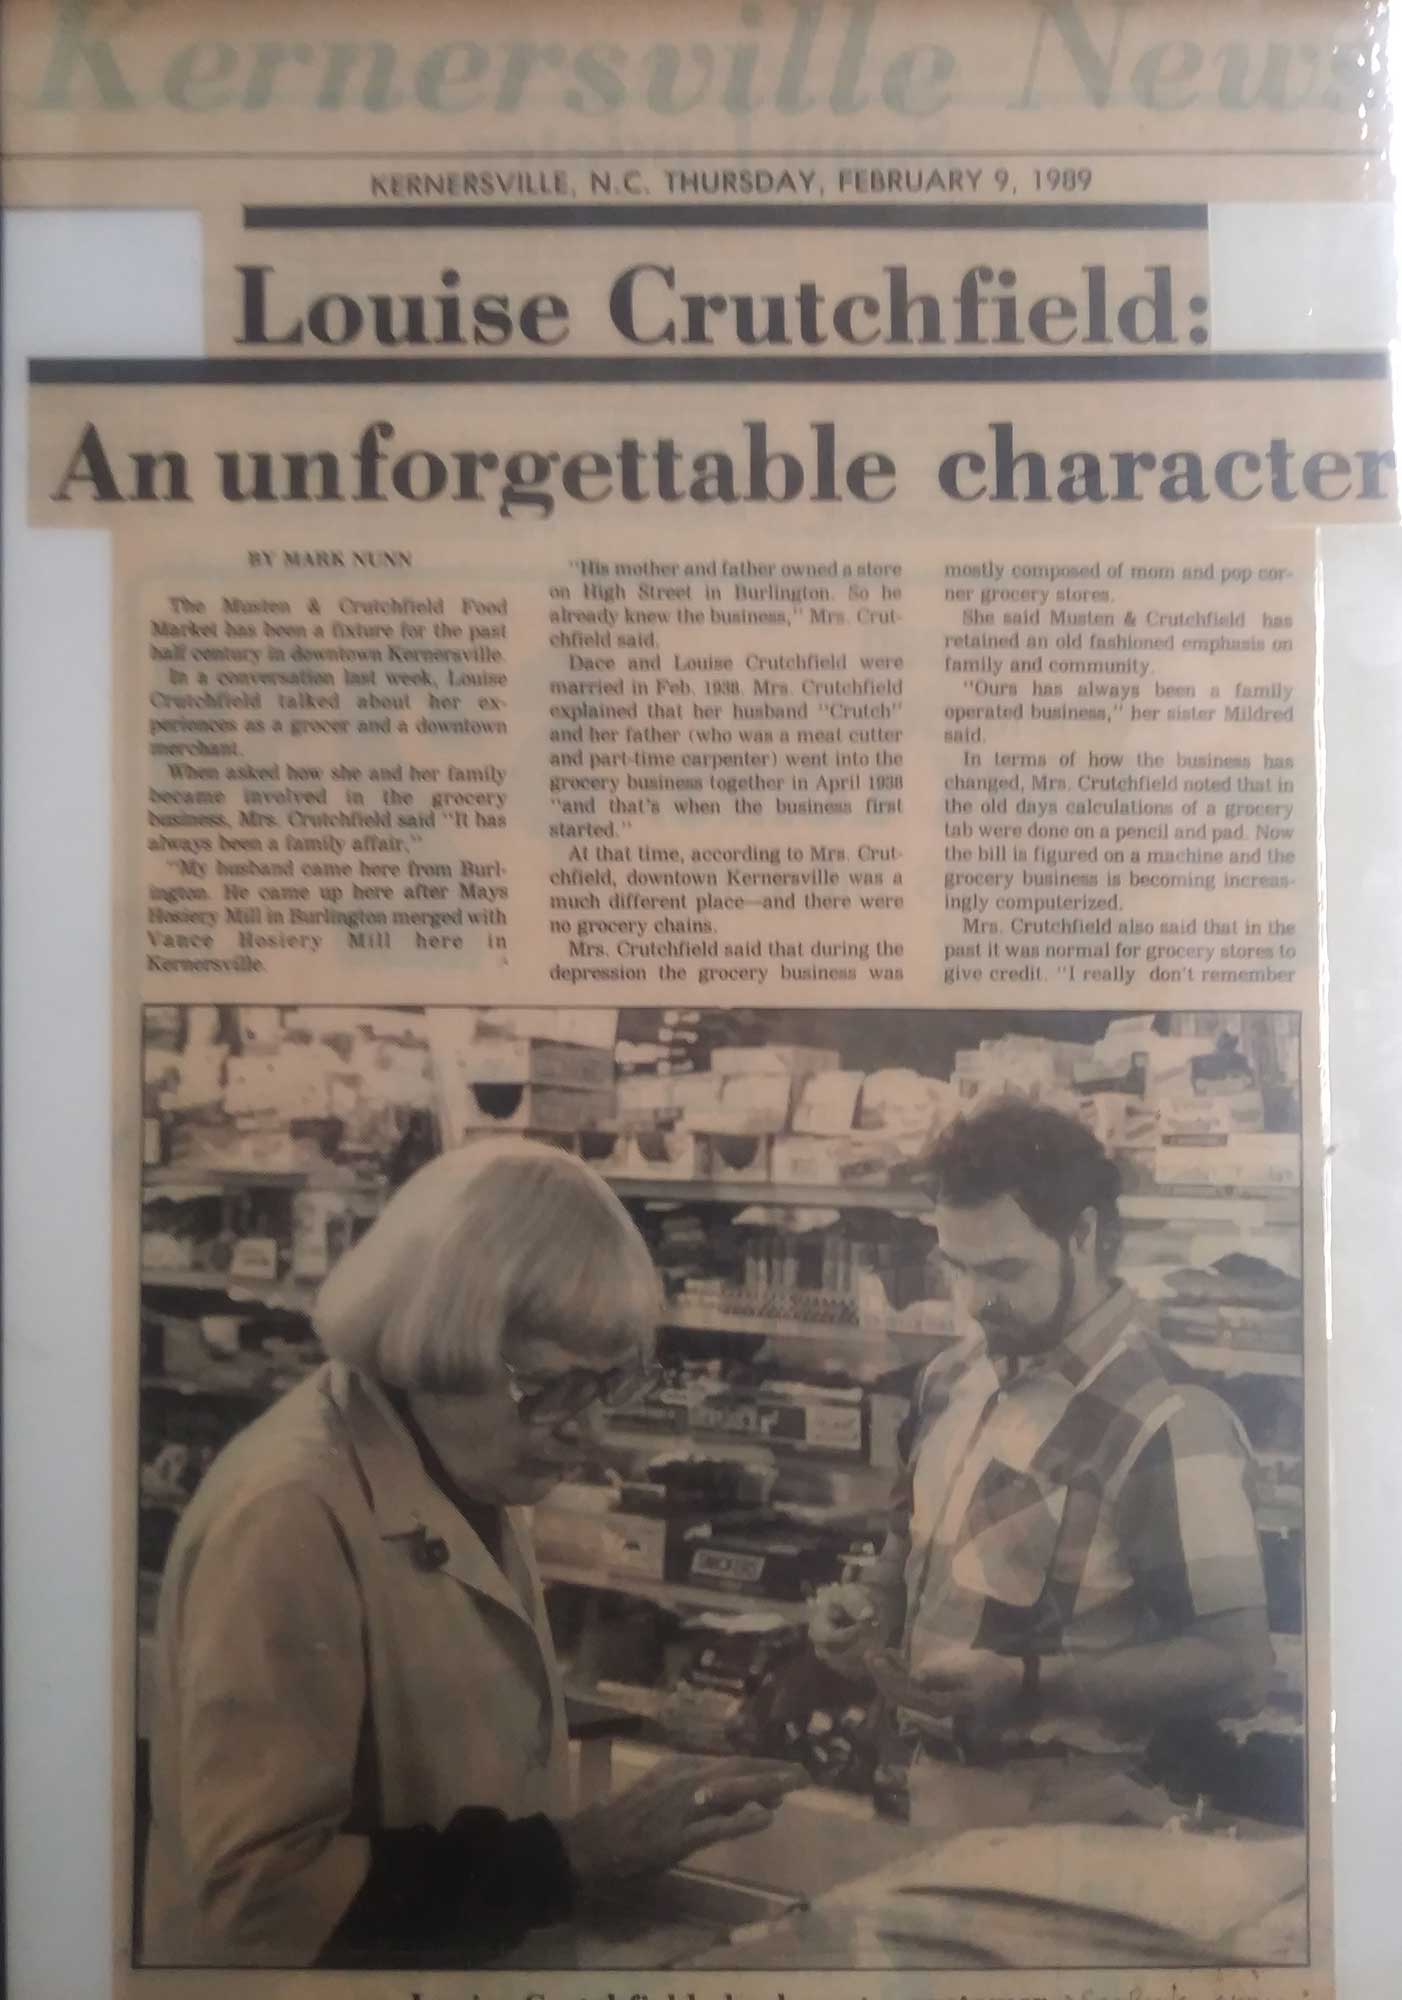 Kernersville News
KERNERSVILLE, N.C. THURSDAY, FEBRUARY 9, 1989
Louise Crutchfield:
An unforgettable character
BY MARK NUNN
The Musten & Crutchfield Food
Market has been a fixture for the past
half century in downtown Kernersville.
In a conversation last week, Louise
Crutchfield talked about her ex-
periences as a grocer and a downtown
merchant.
When asked how she and her family
became involved in the grocery
business, Mrs. Crutchfield said "It has
always been a family affair."
"My husband came here from Burl-
ington. He came up here after Mays
Hosiery Mill in Burlington merged with
Vance Hosiery Mill here in
Kernersville.
"His mother and father owned a store
on High Street in Burlington. So he
already knew the business," Mrs. Crut-
chfield said.
Dace and Louise Crutchfield were
married in Feb. 1938. Mrs. Crutchfield
explained that her husband "Crutch"
and her father (who was a meat cutter
and part-time carpenter) went into the
grocery business together in April 1938
"and that's when the business first
started."
At that time, according to Mrs. Crut-
chfield, downtown Kernersville was a
much different place—and there were
no grocery chains.
Mrs. Crutchfield said that during the
depression the grocery business was
mostly composed of mom and pop cor-
ner grocery stores.
She said Musten & Crutchfield has
retained an old fashioned emphasis on
family and community.
"Ours has always been a family
operated business," her sister Mildred
said.
In terms of how the business has
changed, Mrs. Crutchfield noted that in
the old days calculations of a grocery
tab were done on a pencil and pad. Now
the bill is figured on a machine and the
grocery business is becoming increas-
ingly computerized.
Mrs. Crutchfield also said that in the
past it was normal for grocery stores to
give credit. "I really don't remember